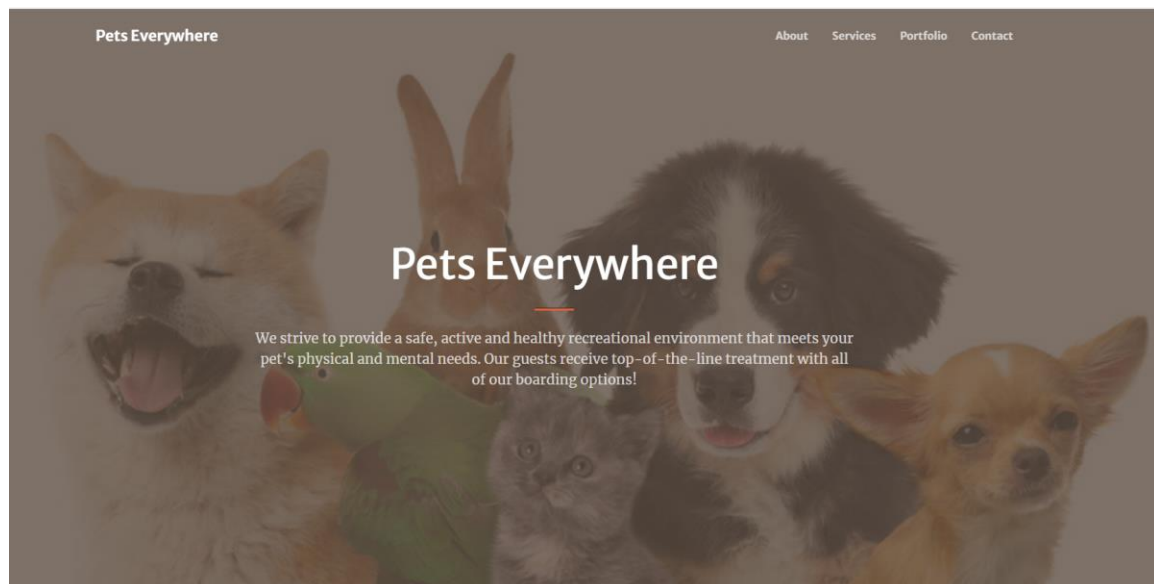 Pets Everywhere
About Services Portfolio Contact
Pets Everywhere
We strive to provide a safe, active and healthy recreational environment that meets your
pet's physical and mental needs. Our guests receive top-of-the-line treatment with all
of our boarding options!